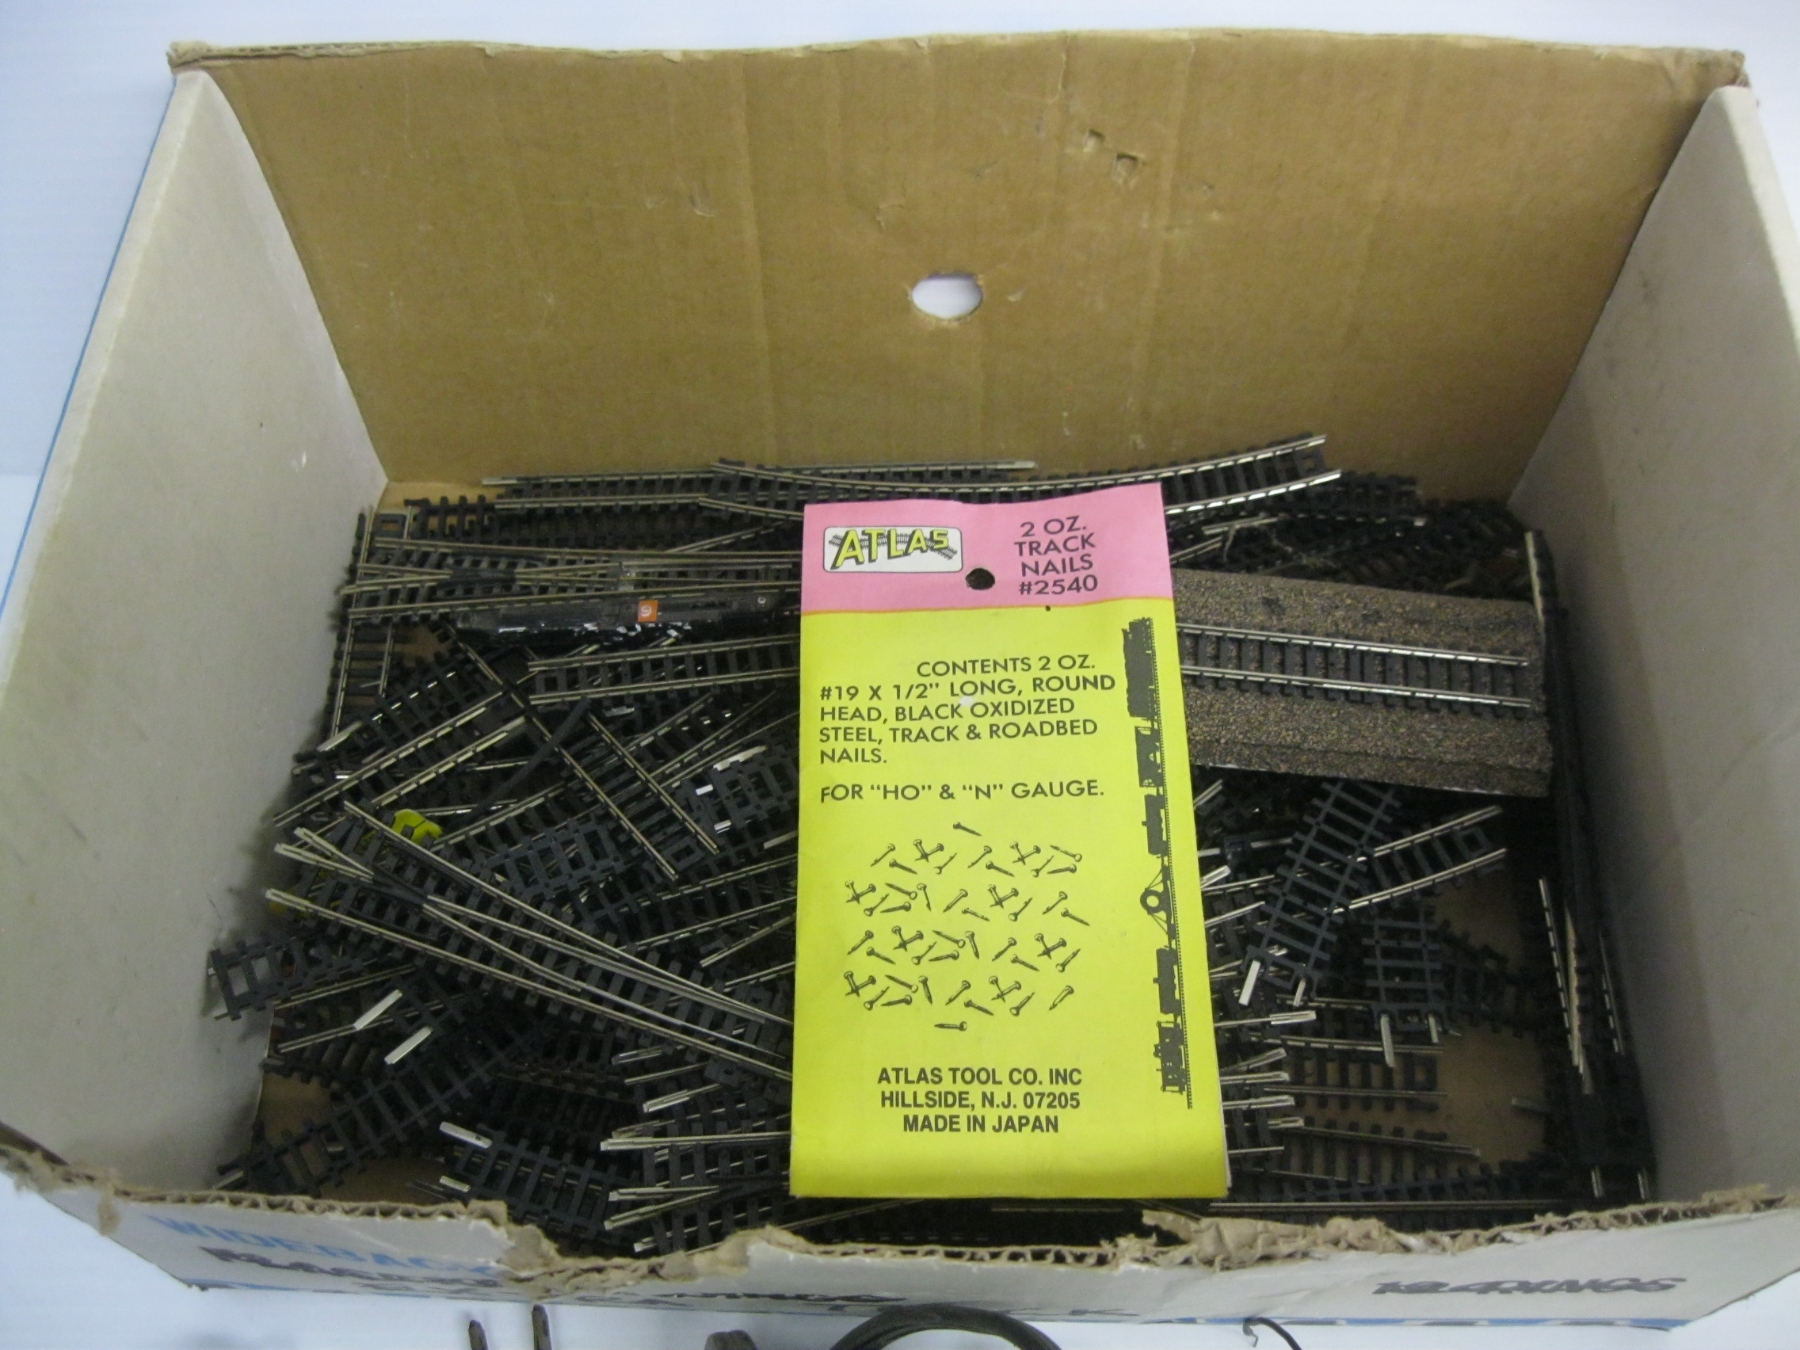 ATLAS
2 OZ.
TRACK
NAILS
#2540
CONTENTS 2 OZ.
#19 X 1/2" LONG, ROUND
HEAD, BLACK OXIDIZED
STEEL, TRACK & ROADBED
NAILS.
FOR "HO" & "N" GAUGE.
ATLAS TOOL CO. INC
HILLSIDE, N.J. 07205
MADE IN JAPAN